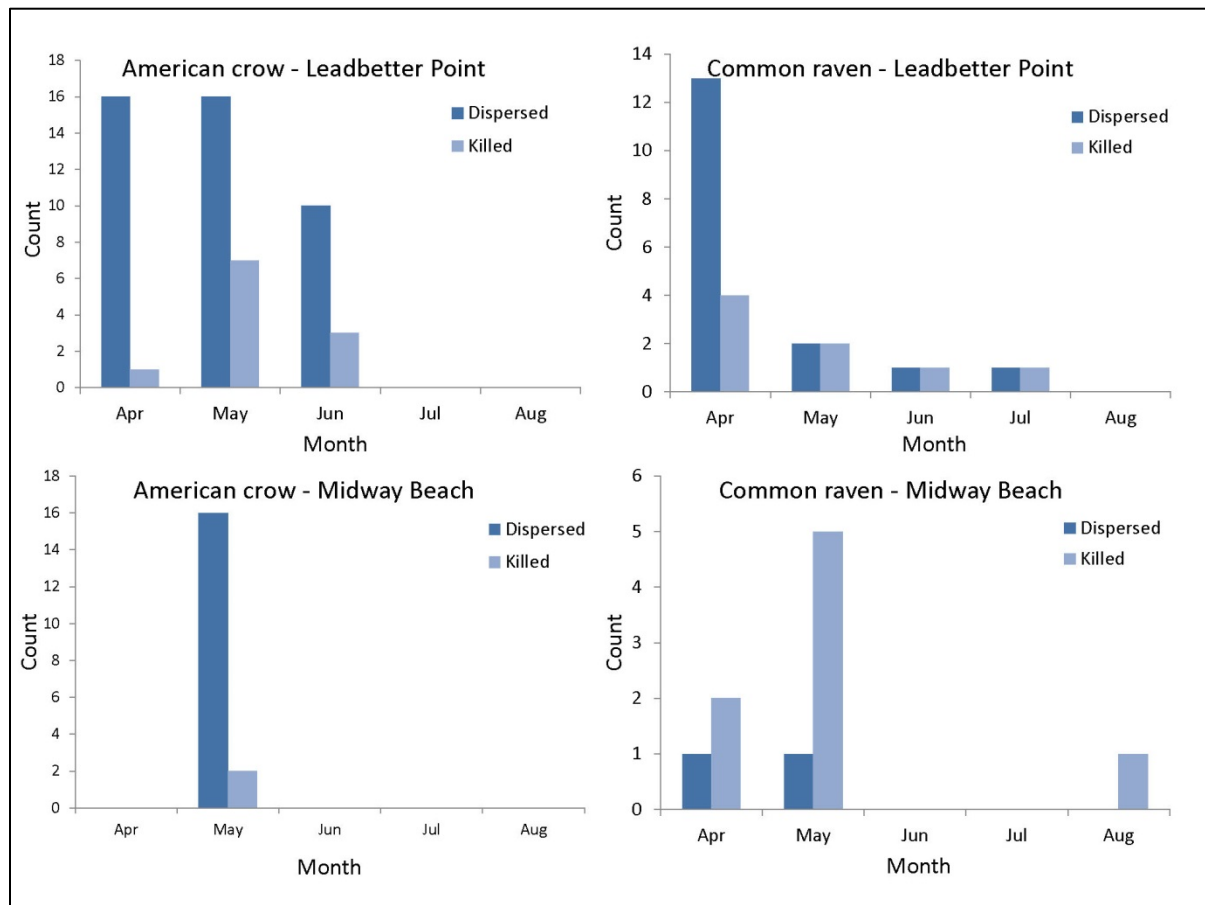 American crow - Leadbetter Point
18
16
14
12
10
8
6
4
2
0
Count
Dispersed
Killed
Apr May Jun Jul Aug
Month
Common raven - Leadbetter Point
14
12
10
8
6
4
2
0
Count
Dispersed
Killed
Apr May Jun Jul Aug
Month
American crow - Midway Beach
18
16
14
12
10
8
6
4
2
0
Count
Dispersed
Killed
Apr May Jun Jul Aug
Month
Common raven - Midway Beach
6
5
4
3
2
1
0
Count
Dispersed
Killed
Apr May Jun Jul Aug
Month